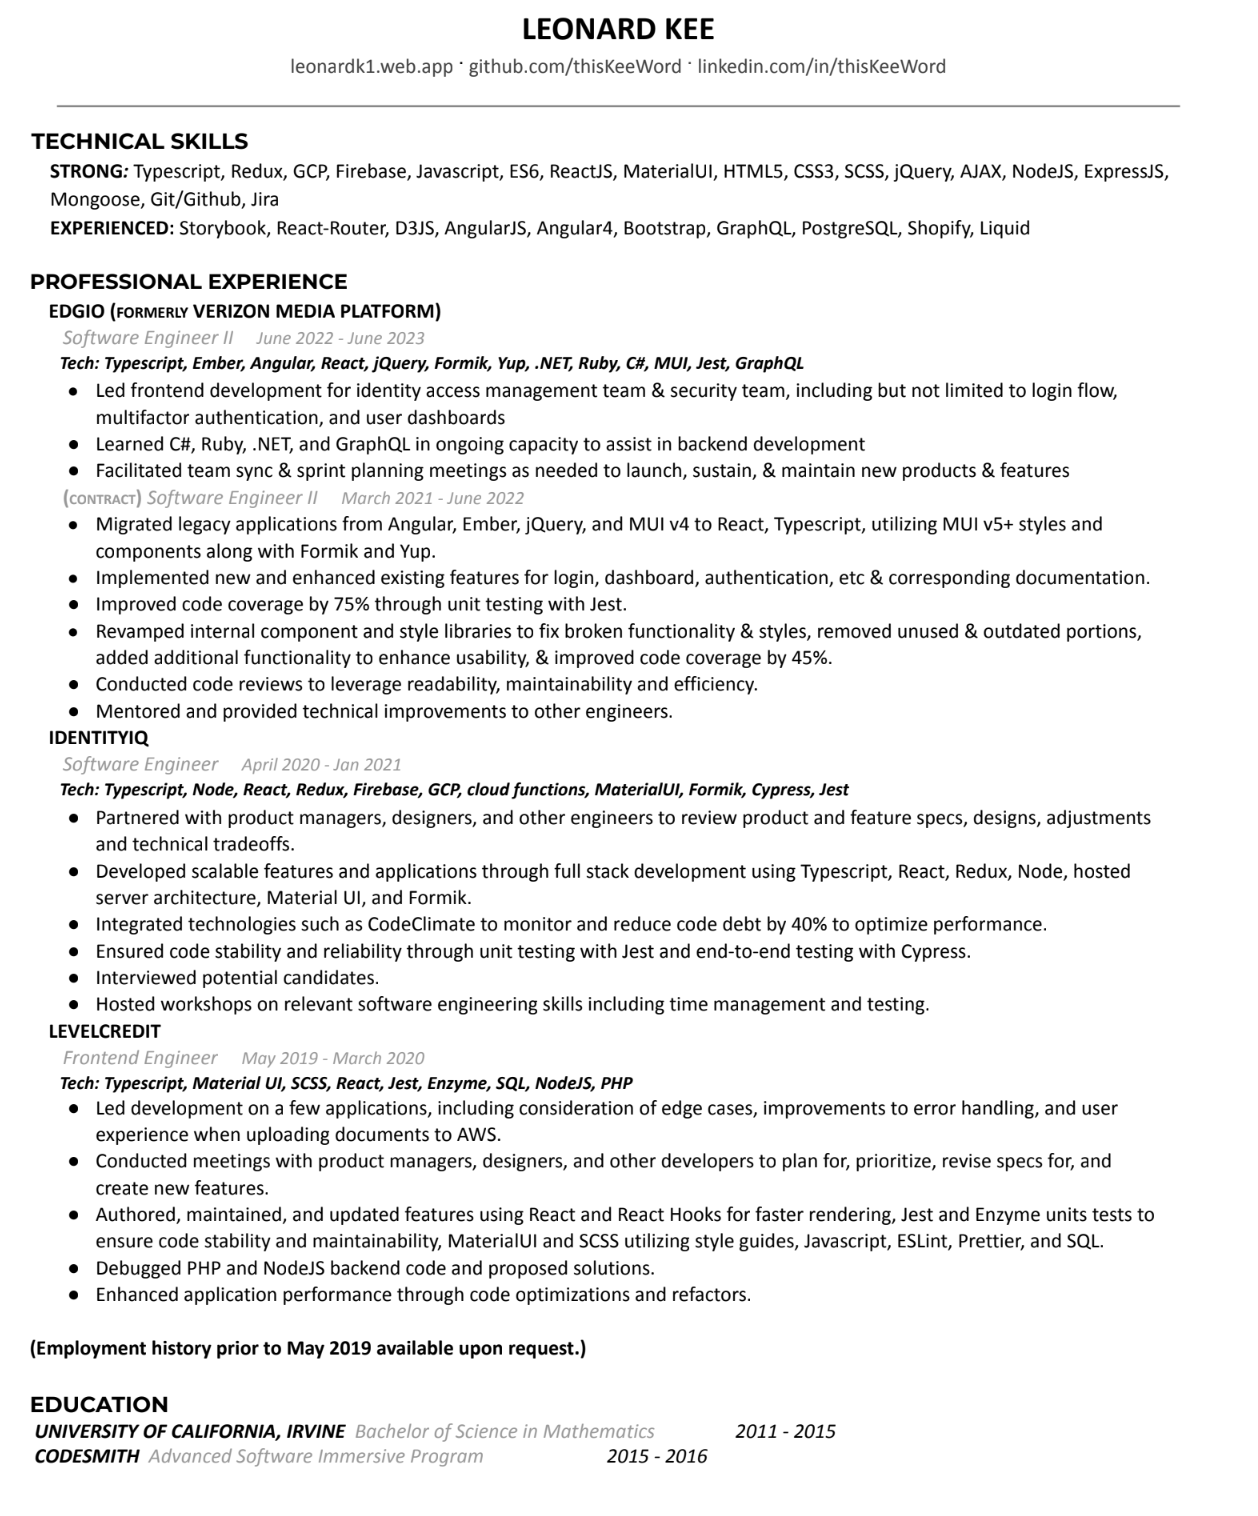 LEONARD KEE
leonardk1.web.app · github.com/thisKeeWord · linkedin.com/in/thisKeeWord
TECHNICAL SKILLS
STRONG: Typescript, Redux, GCP, Firebase, Javascript, ES6, ReactJS, MaterialUI, HTML5, CSS3, SCSS, jQuery, AJAX, NodeJS, ExpressJS,
Mongoose, Git/Github, Jira
EXPERIENCED: Storybook, React-Router, D3JS, AngularJS, Angular4, Bootstrap, GraphQL, PostgreSQL, Shopify, Liquid
PROFESSIONAL EXPERIENCE
EDGIO (FORMERLY VERIZON MEDIA PLATFORM)
Software Engineer II June 2022 - June 2023
Tech: Typescript, Ember, Angular, React, jQuery, Formik, Yup, .NET, Ruby, C#, MUI, Jest, GraphQL
● Led frontend development for identity access management team & security team, including but not limited to login flow,
multifactor authentication, and user dashboards
● Learned C#, Ruby, .NET, and GraphQL in ongoing capacity to assist in backend development
● Facilitated team sync & sprint planning meetings as needed to launch, sustain, & maintain new products & features
(CONTRACT) Software Engineer II March 2021 - June 2022
● Migrated legacy applications from Angular, Ember, jQuery, and MUI v4 to React, Typescript, utilizing MUI v5+ styles and
components along with Formik and Yup.
● Implemented new and enhanced existing features for login, dashboard, authentication, etc & corresponding documentation.
● Improved code coverage by 75% through unit testing with Jest.
● Revamped internal component and style libraries to fix broken functionality & styles, removed unused & outdated portions,
added additional functionality to enhance usability, & improved code coverage by 45%.
● Conducted code reviews to leverage readability, maintainability and efficiency.
● Mentored and provided technical improvements to other engineers.
IDENTITYIQ
Software Engineer April 2020 - Jan 2021
Tech: Typescript, Node, React, Redux, Firebase, GCP, cloud functions, MaterialUI, Formik, Cypress, Jest
● Partnered with product managers, designers, and other engineers to review product and feature specs, designs, adjustments
and technical tradeoffs.
● Developed scalable features and applications through full stack development using Typescript, React, Redux, Node, hosted
server architecture, Material UI, and Formik.
● Integrated technologies such as CodeClimate to monitor and reduce code debt by 40% to optimize performance.
● Ensured code stability and reliability through unit testing with Jest and end-to-end testing with Cypress.
● Interviewed potential candidates.
● Hosted workshops on relevant software engineering skills including time management and testing.
LEVELCREDIT
Frontend Engineer May 2019 - March 2020
Tech: Typescript, Material UI, SCSS, React, Jest, Enzyme, SQL, NodeJS, PHP
● Led development on a few applications, including consideration of edge cases, improvements to error handling, and user
experience when uploading documents to AWS.
● Conducted meetings with product managers, designers, and other developers to plan for, prioritize, revise specs for, and
create new features.
● Authored, maintained, and updated features using React and React Hooks for faster rendering, Jest and Enzyme units tests to
ensure code stability and maintainability, MaterialUI and SCSS utilizing style guides, Javascript, ESLint, Prettier, and SQL.
● Debugged PHP and NodeJS backend code and proposed solutions.
● Enhanced application performance through code optimizations and refactors.
(Employment history prior to May 2019 available upon request.)
EDUCATION
UNIVERSITY OF CALIFORNIA, IRVINE Bachelor of Science in Mathematics 2011 - 2015
CODESMITH Advanced Software Immersive Program 2015 - 2016